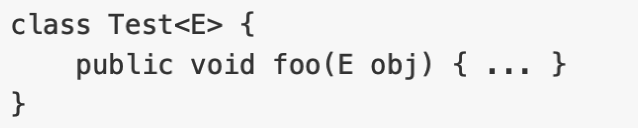 class Test<E> {
    public void foo(E obj) { ... }
}